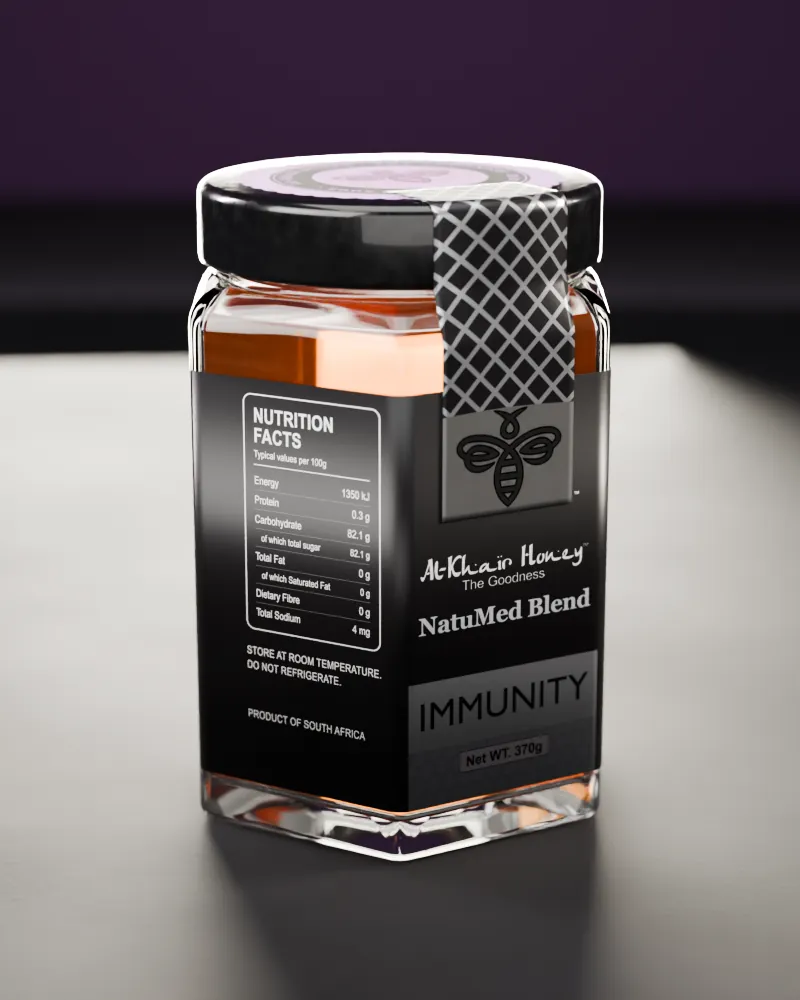 NUTRITION
FACTS
Typical values per 100g
Energy 1350 kJ
Protein 0.3 g
Carbohydrate 82.1 g
of which total sugar 82.1 g
Total Fat 0 g
of which Saturated Fat 0 g
Dietary Fibre 0 g
Total Sodium 4 mg
STORE AT ROOM TEMPERATURE.
DO NOT REFRIGERATE.
PRODUCT OF SOUTH AFRICA
™
Al-Khair Honey™
The Goodness
NatuMed Blend
IMMUNITY
Net WT. 370g